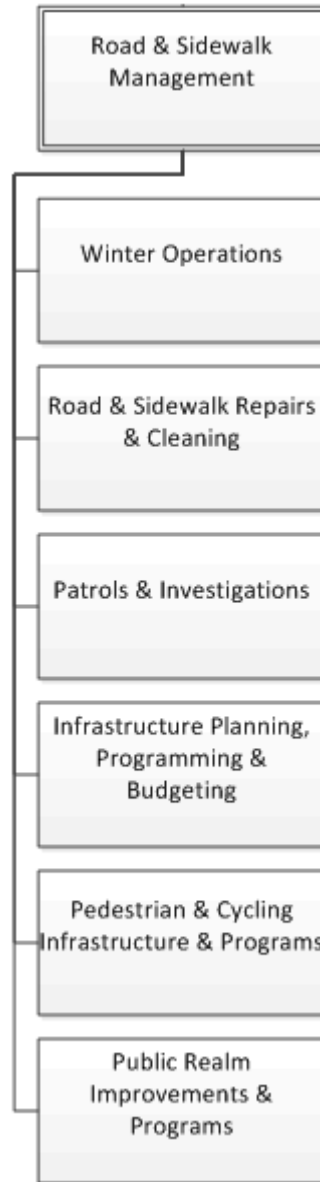 Road & Sidewalk
Management
Winter Operations
Road & Sidewalk Repairs
& Cleaning
Patrols & Investigations
Infrastructure Planning,
Programming &
Budgeting
Pedestrian & Cycling
Infrastructure & Programs
Public Realm
Improvements &
Programs